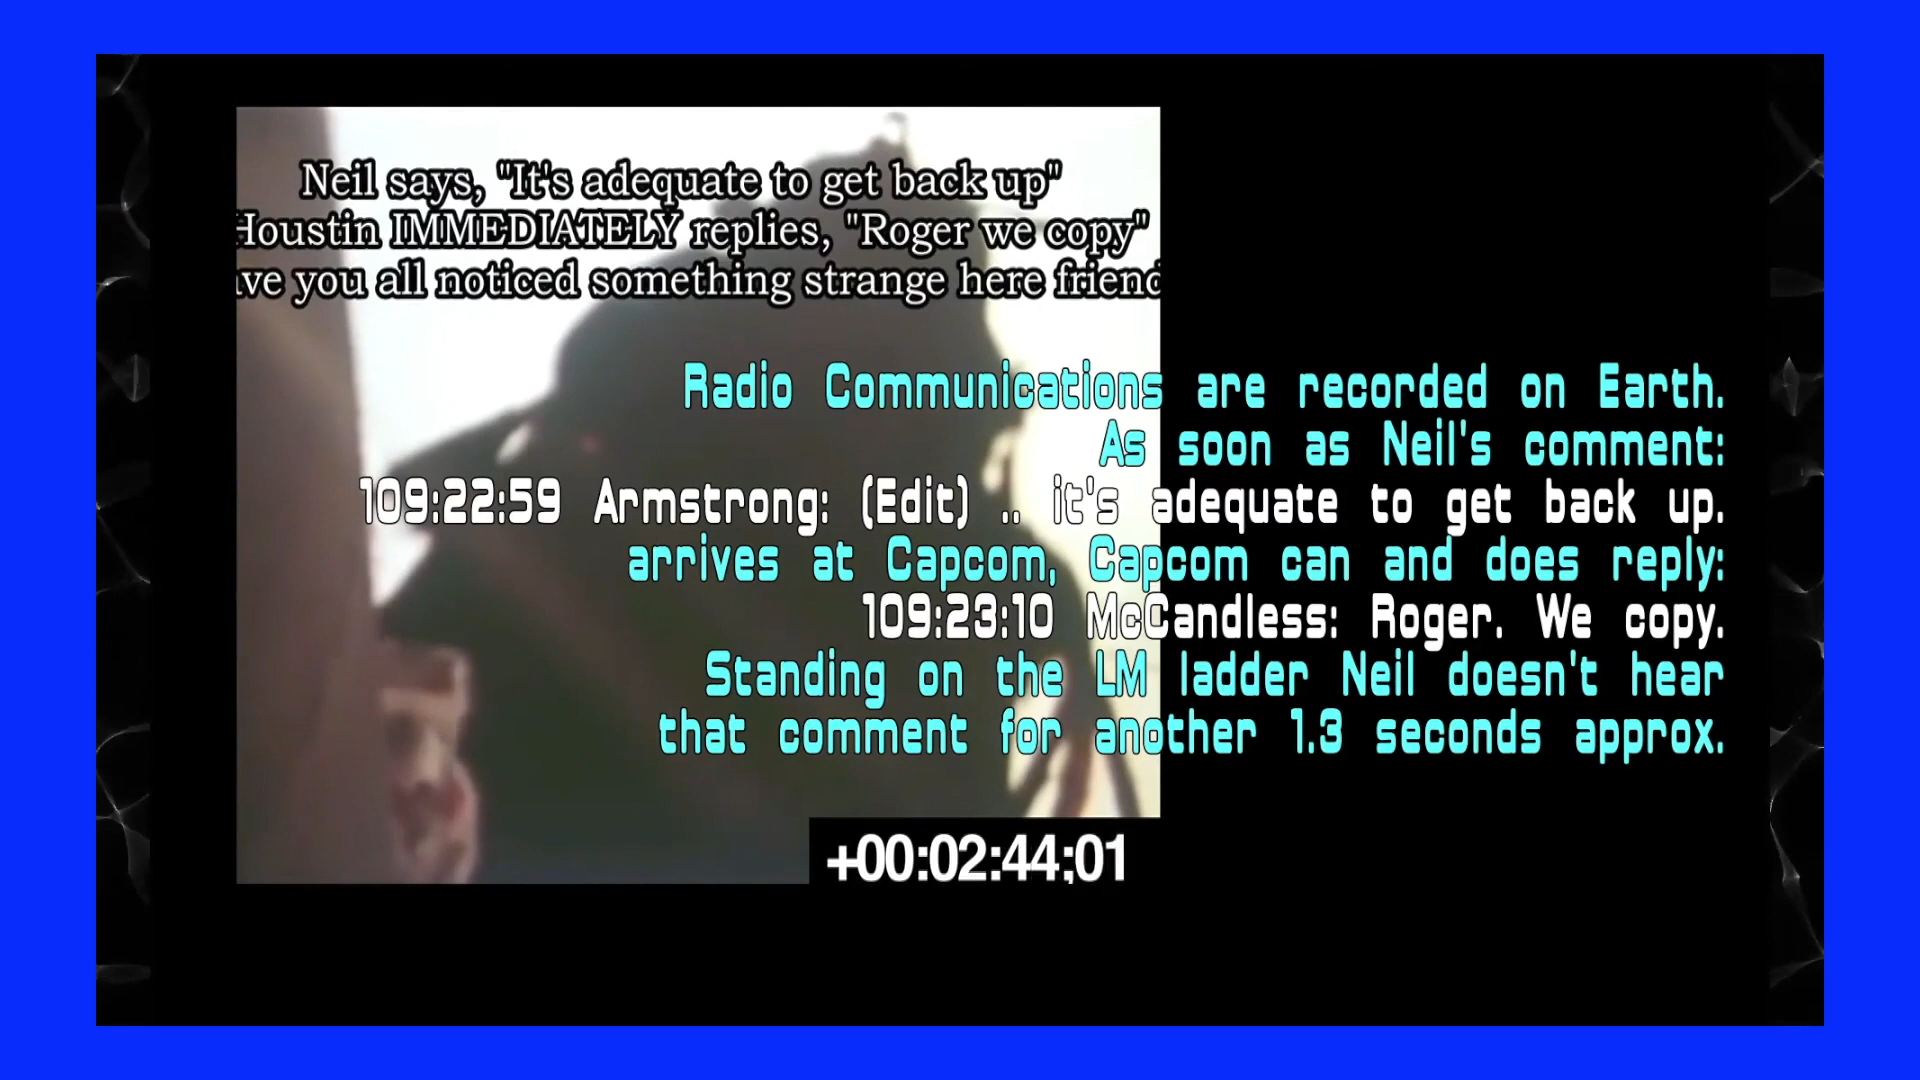 Neil says, "It's adequate to get back up"
Houstin IMMEDIATELY replies, "Roger we copy"
you all noticed something strange here
Radio Communications are recorded on Earth.
As soon as Neil's comment:
109:22:59 Armstrong: (Edit) .. it's adequate to get back up.
arrives at Capcom, Capcom can and does reply:
109:23:10 McCandless: Roger. We copy.
Standing on the LM ladder Neil doesn't hear
that comment for another 1.3 seconds approx.
+00:02:44;01